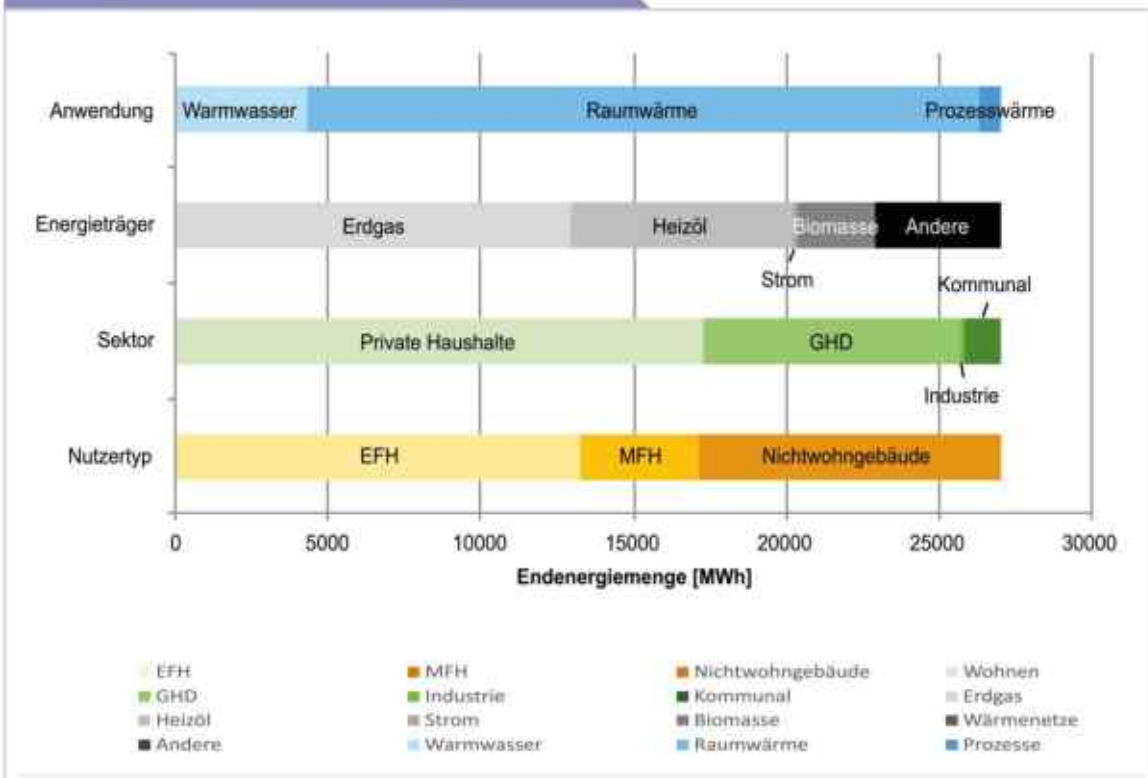 Anwendung Warmwasser Raumwärme Prozesswärme
Energieträger Erdgas Heizöl Biomasse Andere
Strom Kommunal
Sektor Private Haushalte GHD
Industrie
Nutzertyp EFH MFH Nichtwohngebäude
0 5000 10000 15000 20000 25000 30000
Endenergiemenge [MWh]
EFH MFH Nichtwohngebäude Wohnen
GHD Industrie Kommunal Erdgas
Heizöl Strom Biomasse Wärmenetze
Andere Warmwasser Raumwärme Prozesse